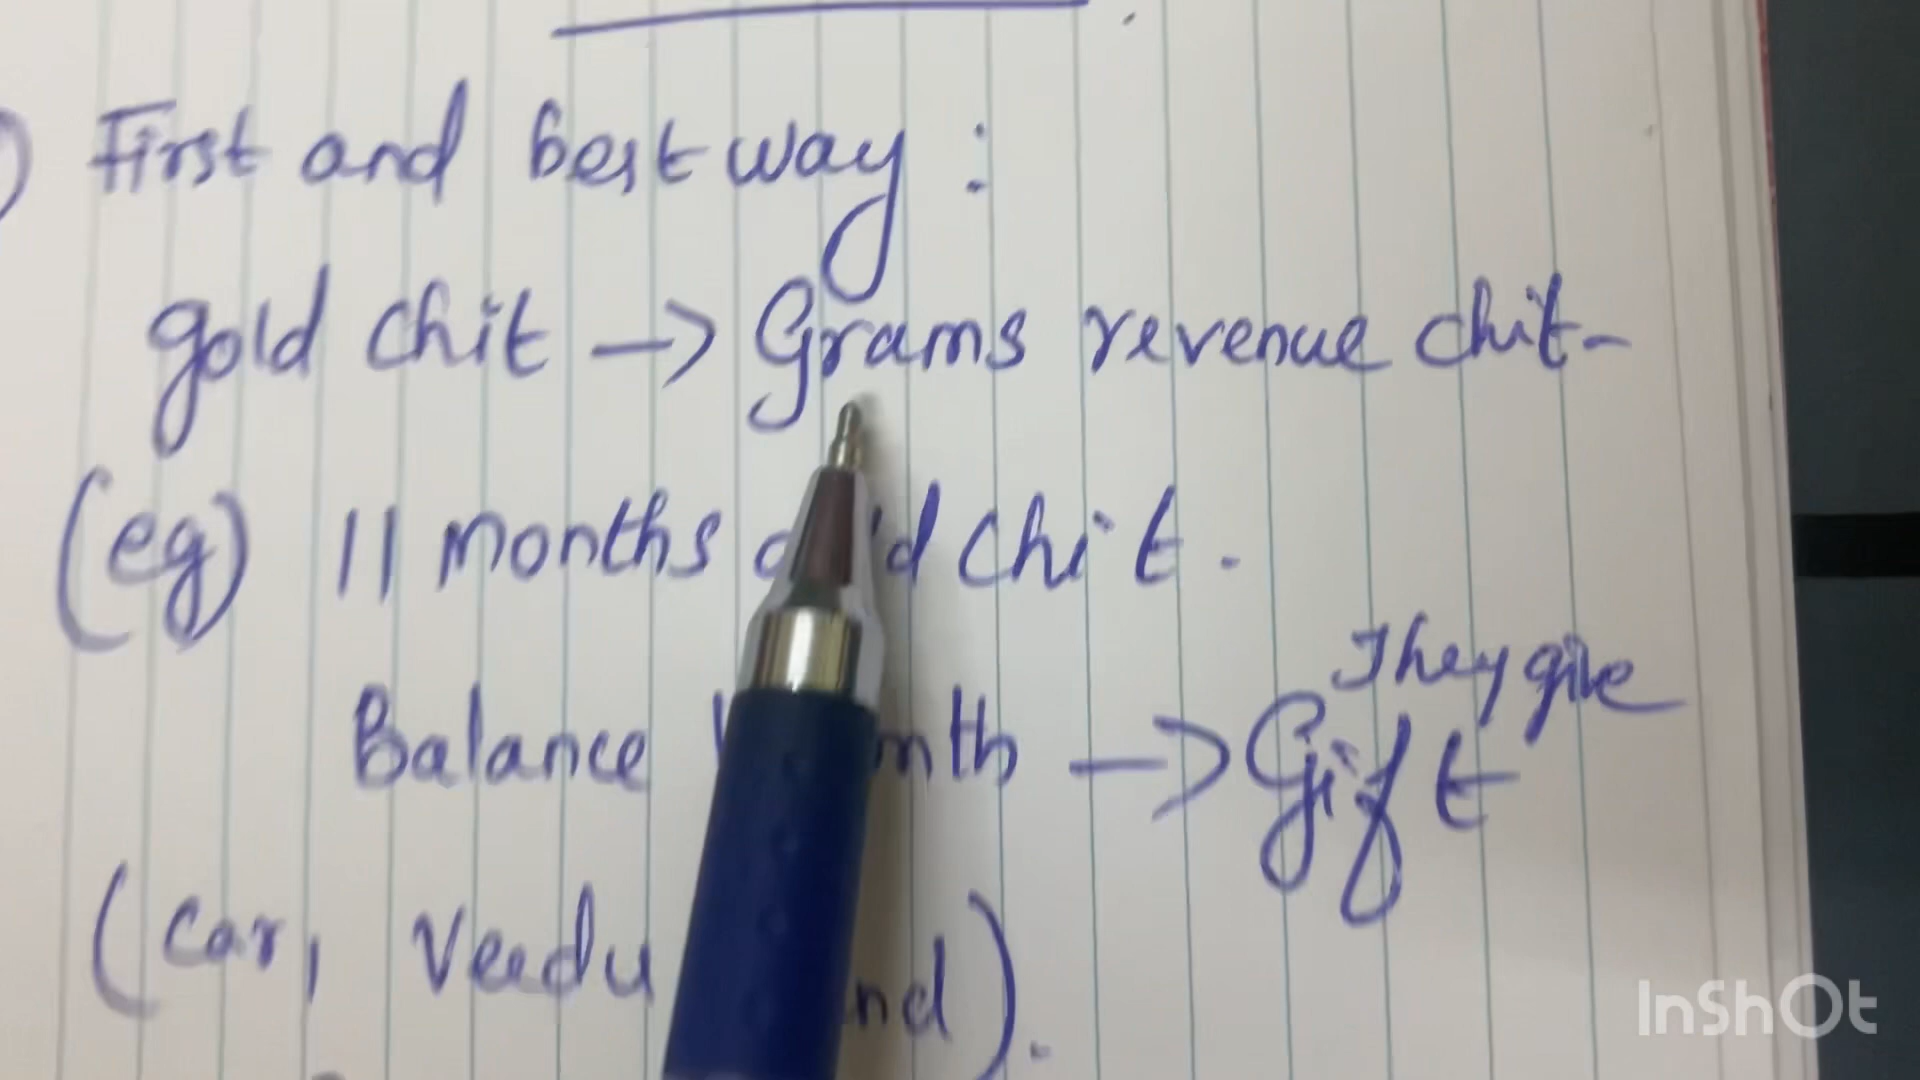 First and best way :
gold chit → Grams revenue chit-
(eg) 11 months chit.
They give
Balance → Gift
(car, Veedu ).
InShOt